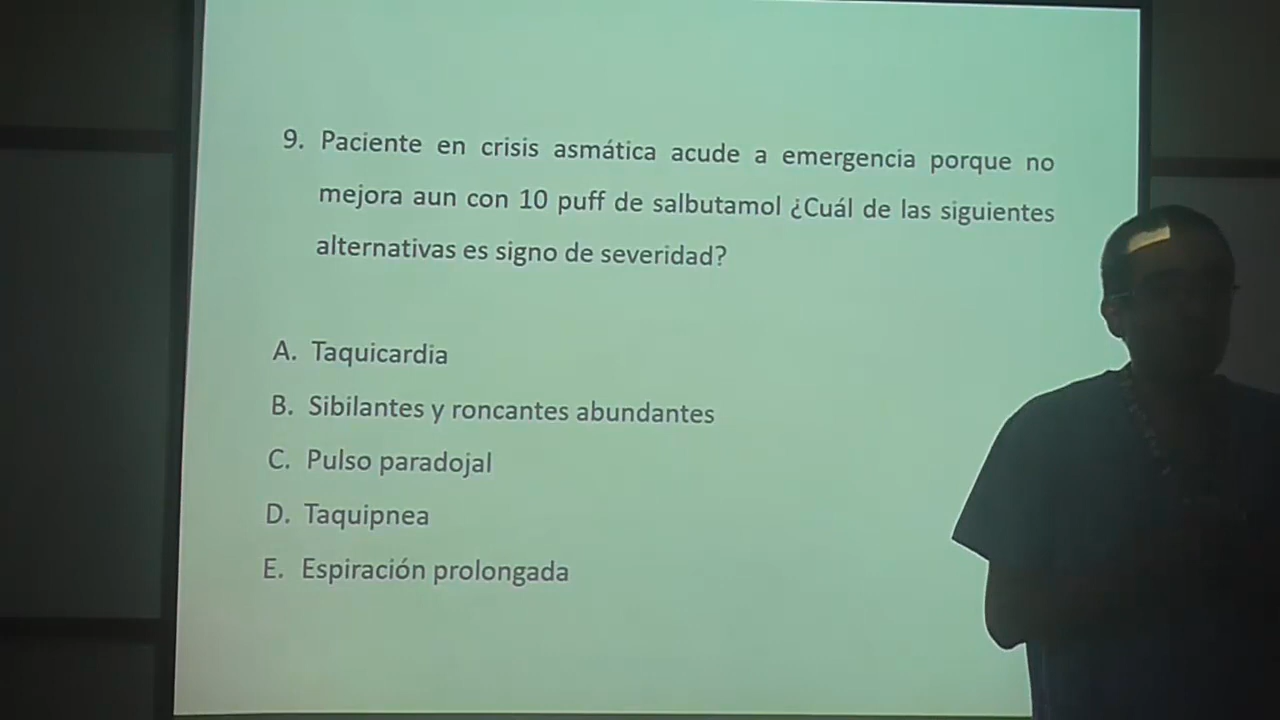 9. Paciente en crisis asmática acude a emergencia porque no
mejora aun con 10 puff de salbutamol ¿Cuál de las siguientes
alternativas es signo de severidad?
A. Taquicardia
B. Sibilantes y roncantes abundantes
C. Pulso paradojal
D. Taquipnea
E. Espiración prolongada